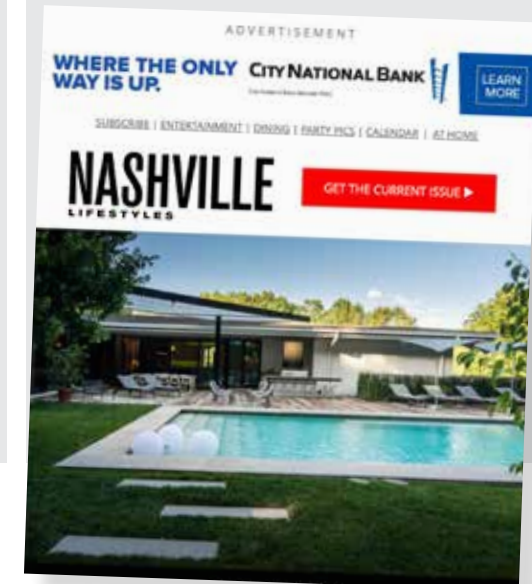 ADVERTISEMENT
WHERE THE ONLY
WAY IS UP.
CITY NATIONAL BANK
LEARN
MORE
SUBSCRIBE | ENTERTAINMENT | DINING | PARTY PICS | CALENDAR | AT HOME
NASHVILLE
LIFESTYLES
GET THE CURRENT ISSUE ▶